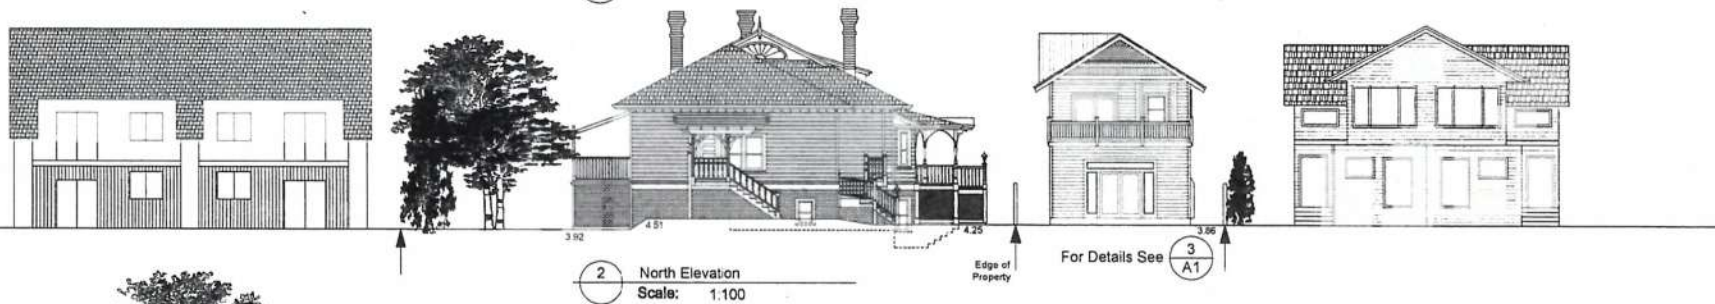 3.92
4.51
4.25
3.86
Edge of
Property
For Details See
3
A1
2
North Elevation
Scale: 1:100